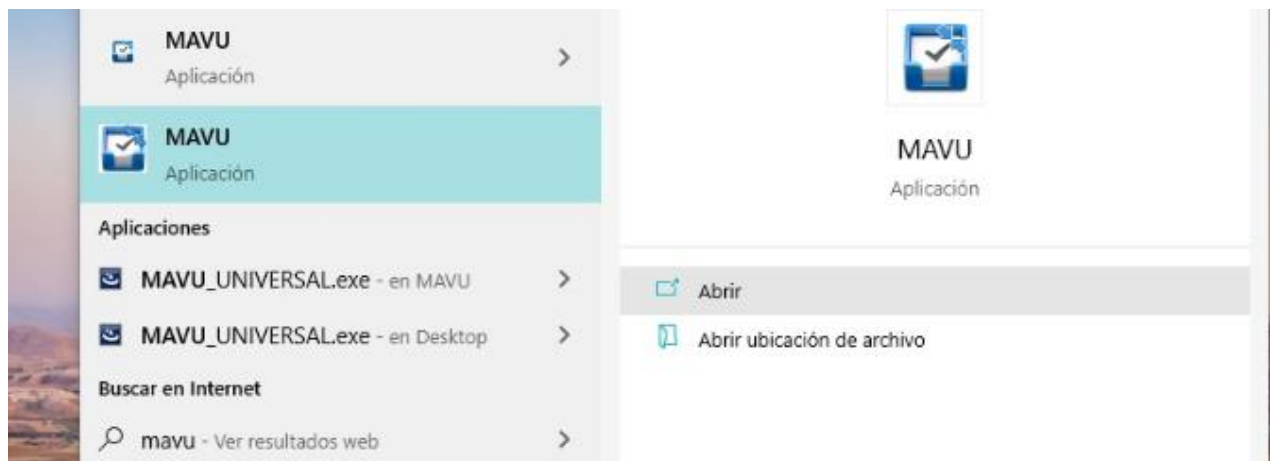 MAVU
Aplicación
MAVU
Aplicación
Aplicaciones
MAVU_UNIVERSAL.exe - en MAVU
MAVU_UNIVERSAL.exe - en Desktop
Buscar en Internet
mavu - Ver resultados web
MAVU
Aplicación
Abrir
Abrir ubicación de archivo